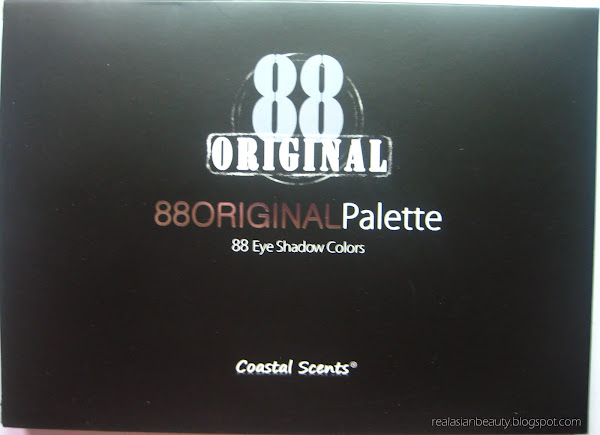 88
ORIGINAL
88ORIGINALPalette
88 Eye Shadow Colors
Coastal Scents®
realasianbeauty.blogspot.com